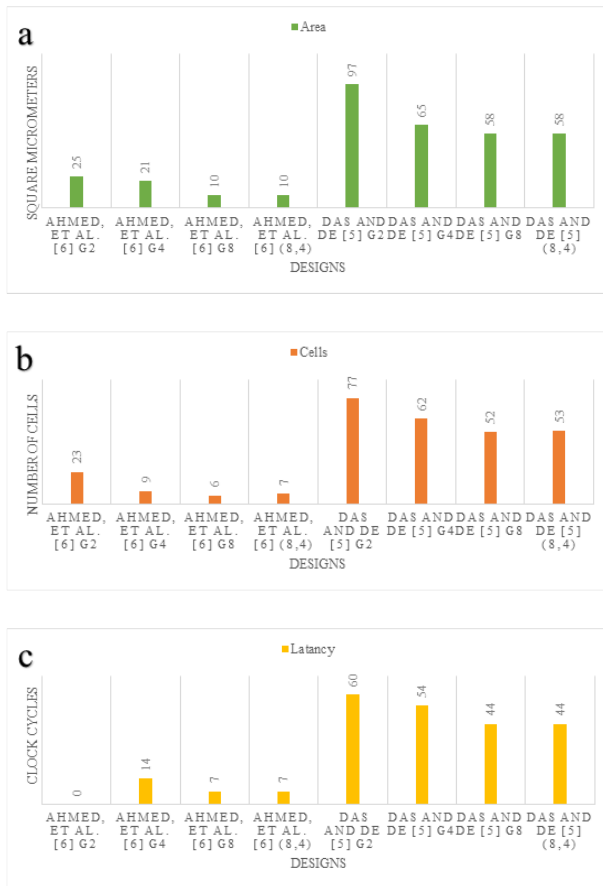 a
Area
SQUARE MICROMETERS
25
21
10
10
97
65
58
58
AHMED, ET AL. [6] G2
AHMED, ET AL. [6] G4
AHMED, ET AL. [6] G8
AHMED, ET AL. [6] (8,4)
DAS AND DE [5] G2
DAS AND DE [5] G4
DAS AND DE [5] G8
DAS AND DE [5] (8,4)
DESIGNS
b
Cells
NUMBER OF CELLS
23
9
6
7
77
62
52
53
AHMED, ET AL. [6] G2
AHMED, ET AL. [6] G4
AHMED, ET AL. [6] G8
AHMED, ET AL. [6] (8,4)
DAS AND DE [5] G2
DAS AND DE [5] G4
DAS AND DE [5] G8
DAS AND DE [5] (8,4)
DESIGNS
c
Latancy
CLOCK CYCLES
0
14
7
7
60
54
44
44
AHMED, ET AL. [6] G2
AHMED, ET AL. [6] G4
AHMED, ET AL. [6] G8
AHMED, ET AL. [6] (8,4)
DAS AND DE [5] G2
DAS AND DE [5] G4
DAS AND DE [5] G8
DAS AND DE [5] (8,4)
DESIGNS